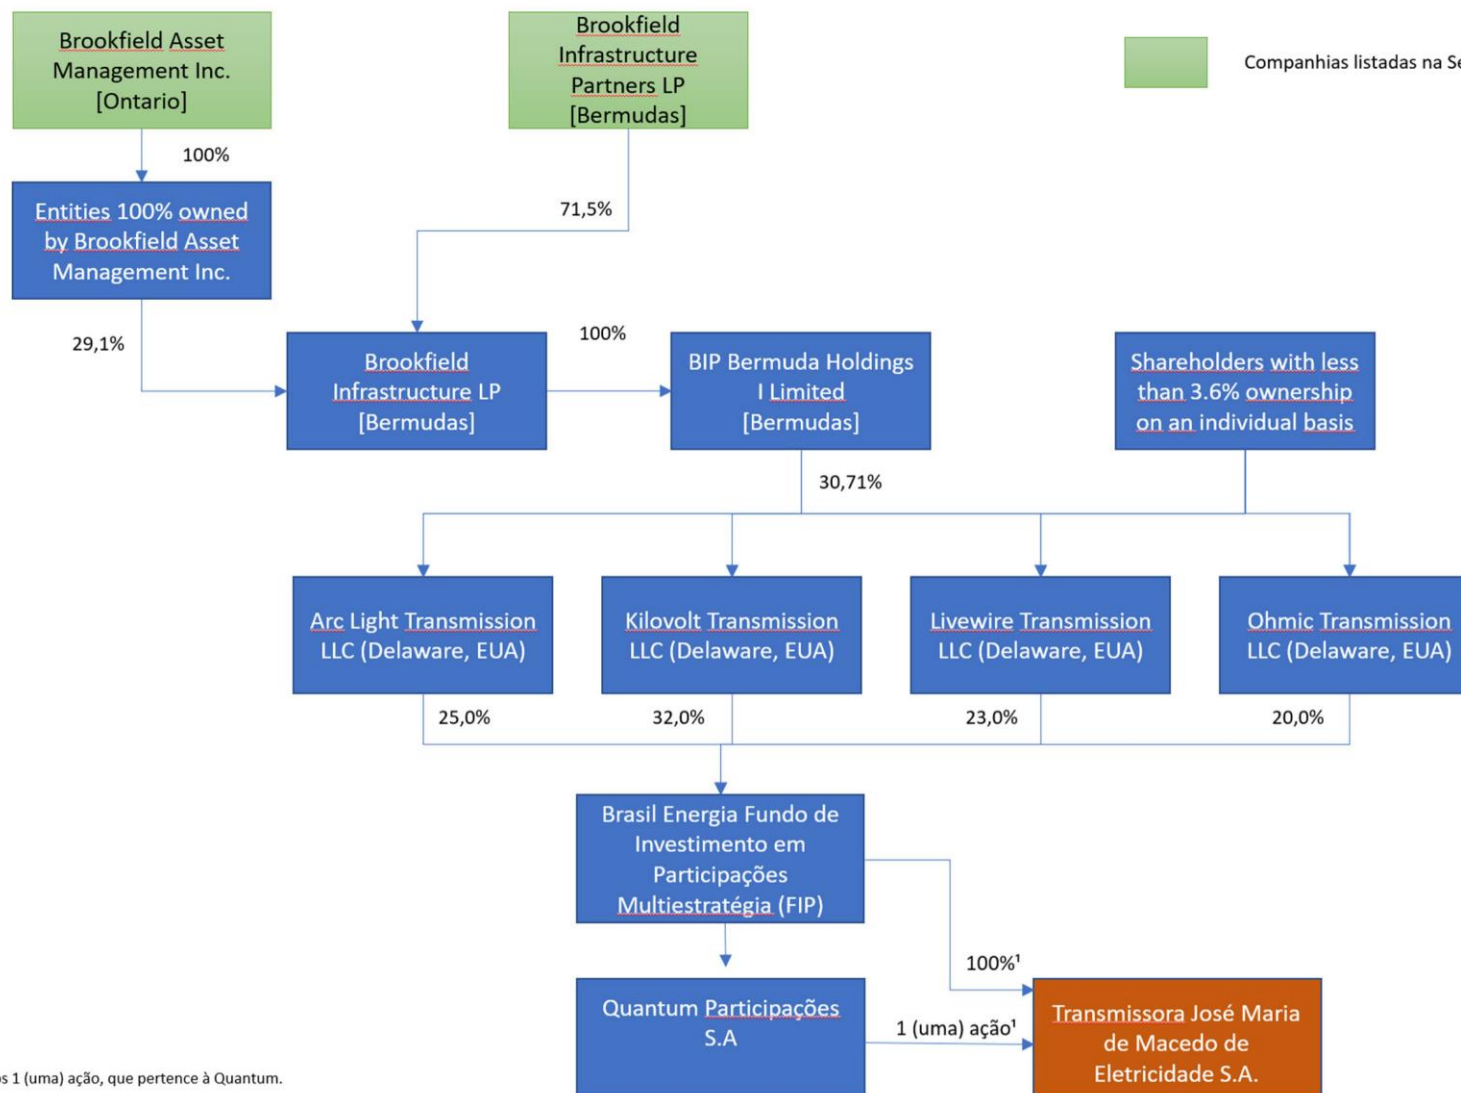 Brookfield Asset
Management Inc.
[Ontario]
Brookfield
Infrastructure
Partners LP
[Bermudas]
Companhias listadas na
100%
Entities 100% owned
by Brookfield Asset
Management Inc.
71,5%
29,1%
Brookfield
Infrastructure LP
[Bermudas]
100%
BIP Bermuda Holdings
I Limited
[Bermudas]
Shareholders with less
than 3.6% ownership
on an individual basis
30,71%
Arc Light Transmission
LLC (Delaware, EUA)
Kilovolt Transmission
LLC (Delaware, EUA)
Livewire Transmission
LLC (Delaware, EUA)
Ohmic Transmission
LLC (Delaware, EUA)
25,0%
32,0%
23,0%
20,0%
Brasil Energia Fundo de
Investimento em
Participações
Multiestratégia (FIP)
100%¹
Quantum Participações
S.A
1 (uma) ação¹
Transmissora José Maria
de Macedo de
Eletricidade S.A.
1 (uma) ação, que pertence à Quantum.